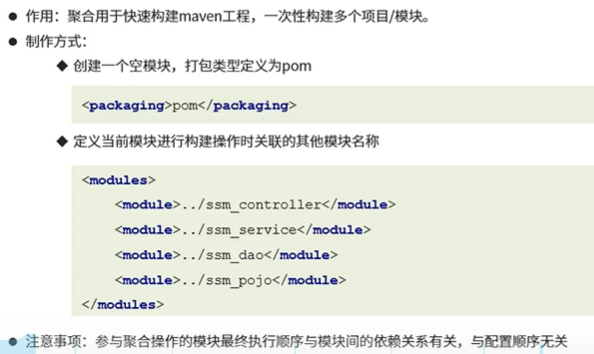 ● 作用：聚合用于快速构建maven工程，一次性构建多个项目/模块。
● 制作方式：
◆ 创建一个空模块，打包类型定义为pom
<packaging>pom</packaging>
◆ 定义当前模块进行构建操作时关联的其他模块名称
<modules>
<module>../ssm_controller</module>
<module>../ssm_service</module>
<module>../ssm_dao</module>
<module>../ssm_pojo</module>
</modules>
● 注意事项：参与聚合操作的模块最终执行顺序与模块间的依赖关系有关，与配置顺序无关